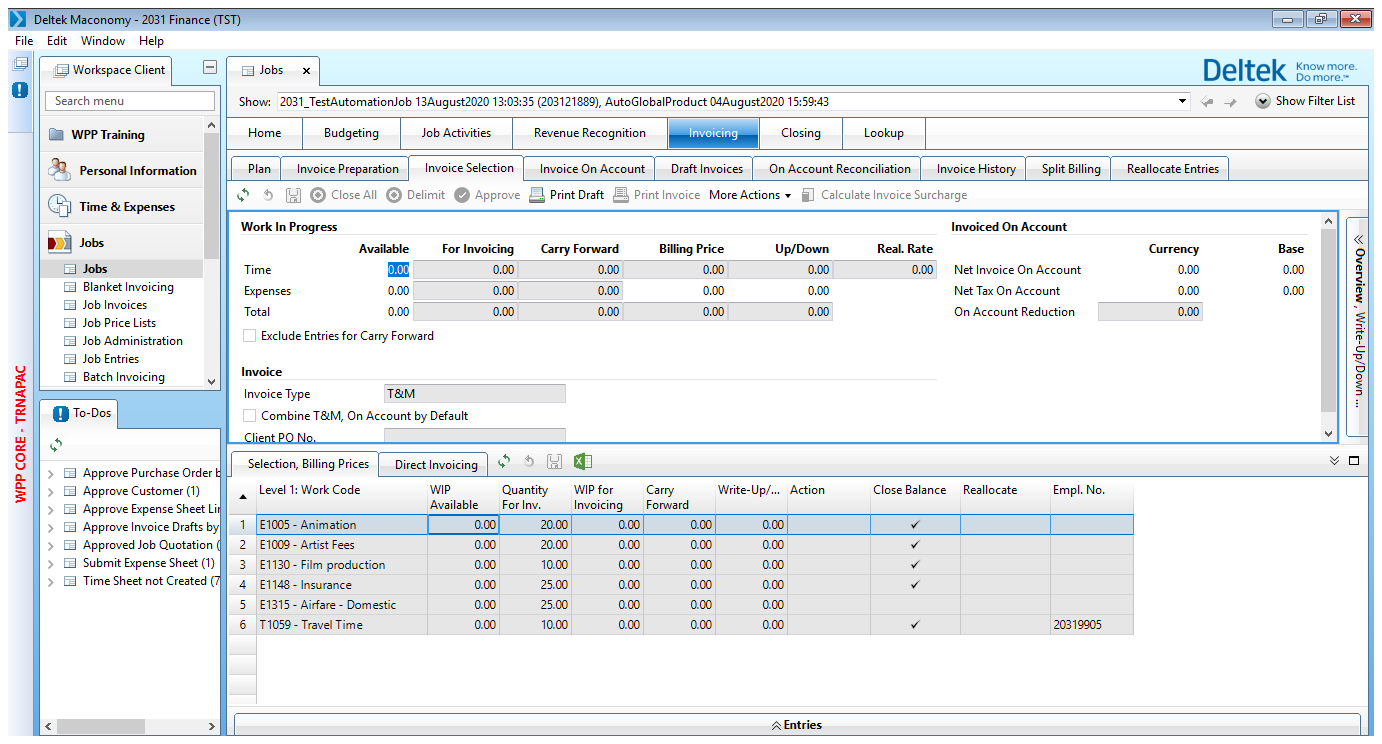 Deltek Maconomy - 2031 Finance (TST)
File Edit Window Help
Workspace Client
Search menu
WPP Training
Personal Information
Time & Expenses
Jobs
Jobs
Blanket Invoicing
Job Invoices
Job Price Lists
Job Administration
Job Entries
Batch Invoicing
WPP CORE - TRNAPAC
To-Dos
Approve Purchase Order b
Approve Customer (1)
Approve Expense Sheet Lin
Approve Invoice Drafts by
Approved Job Quotation (
Submit Expense Sheet (1)
Time Sheet not Created (7
Jobs x
Deltek Know more.
Do more.™
Show: 2031_TestAutomationJob 13August2020 13:03:35 (203121889), AutoGlobalProduct 04August2020 15:59:43 Show Filter List
Home Budgeting Job Activities Revenue Recognition Invoicing Closing Lookup
Plan Invoice Preparation Invoice Selection Invoice On Account Draft Invoices On Account Reconciliation Invoice History Split Billing Reallocate Entries
Close All Delimit Approve Print Draft Print Invoice More Actions Calculate Invoice Surcharge
Work In Progress
Available For Invoicing Carry Forward Billing Price Up/Down Real. Rate
Time 0.00 0.00 0.00 0.00 0.00 0.00
Expenses 0.00 0.00 0.00 0.00 0.00
Total 0.00 0.00 0.00 0.00 0.00
Exclude Entries for Carry Forward
Invoiced On Account
Currency Base
Net Invoice On Account 0.00 0.00
Net Tax On Account 0.00 0.00
On Account Reduction 0.00
Invoice
Invoice Type T&M
Combine T&M, On Account by Default
Client PO No.
Overview , Write-Up/Down ...
Selection, Billing Prices Direct Invoicing
Level 1: Work Code WIP Available Quantity For Inv. WIP for Invoicing Carry Forward Write-Up/... Action Close Balance Reallocate Empl. No.
1 E1005 - Animation 0.00 20.00 0.00 0.00 0.00 ✓
2 E1009 - Artist Fees 0.00 20.00 0.00 0.00 0.00 ✓
3 E1130 - Film production 0.00 10.00 0.00 0.00 0.00 ✓
4 E1148 - Insurance 0.00 25.00 0.00 0.00 0.00 ✓
5 E1315 - Airfare - Domestic 0.00 25.00 0.00 0.00 0.00
6 T1059 - Travel Time 0.00 10.00 0.00 0.00 0.00 ✓ 20319905
Entries